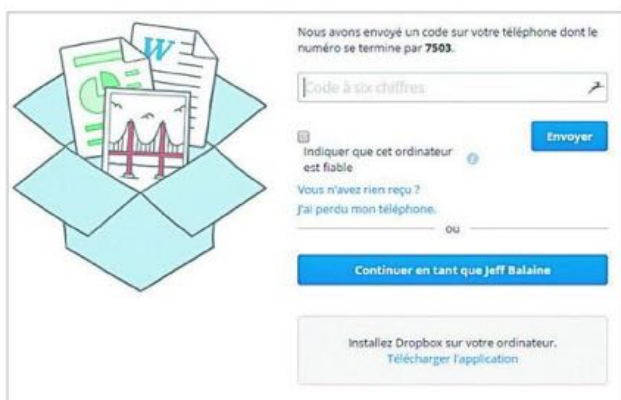 Nous avons envoyé un code sur votre téléphone dont le
numéro se termine par 7503.
Code à six chiffres
Envoyer
Indiquer que cet ordinateur
est fiable
Vous n'avez rien reçu ?
J'ai perdu mon téléphone.
ou
Continuer en tant que Jeff Balaine
Installez Dropbox sur votre ordinateur.
Télécharger l'application
W